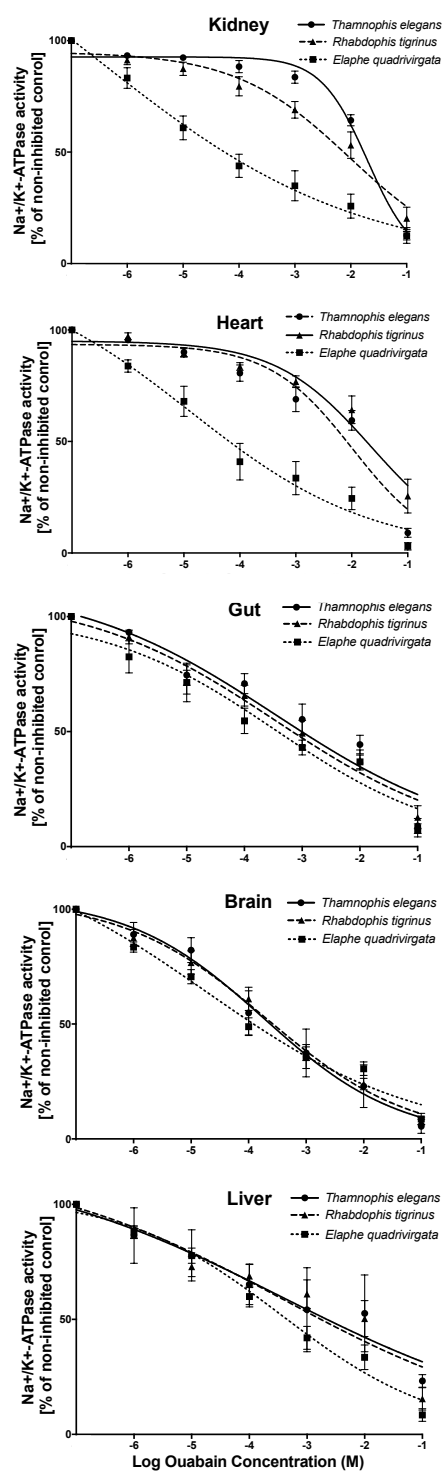 Kidney
Thamnophis elegans
Rhabdophis tigrinus
Elaphe quadrivirgata
Na+/K+-ATPase activity
[% of non-inhibited conrol]
100
50
0
-6 -5 -4 -3 -2 -1
Heart
Thamnophis elegans
Rhabdophis tigrinus
Elaphe quadrivirgata
Na+/K+-ATPase activity
[% of non-inhibited conrol]
100
50
0
-6 -5 -4 -3 -2 -1
Gut
Thamnophis elegans
Rhabdophis tigrinus
Elaphe quadrivirgata
Na+/K+-ATPase activity
[% of non-inhibited conrol]
100
50
0
-6 -5 -4 -3 -2 -1
Brain
Thamnophis elegans
Rhabdophis tigrinus
Elaphe quadrivirgata
Na+/K+-ATPase activity
[% of non-inhibited conrol]
100
50
0
-6 -5 -4 -3 -2 -1
Liver
Thamnophis elegans
Rhabdophis tigrinus
Elaphe quadrivirgata
Na+/K+-ATPase activity
[% of non-inhibited conrol]
100
50
0
-6 -5 -4 -3 -2 -1
Log Ouabain Concentration (M)